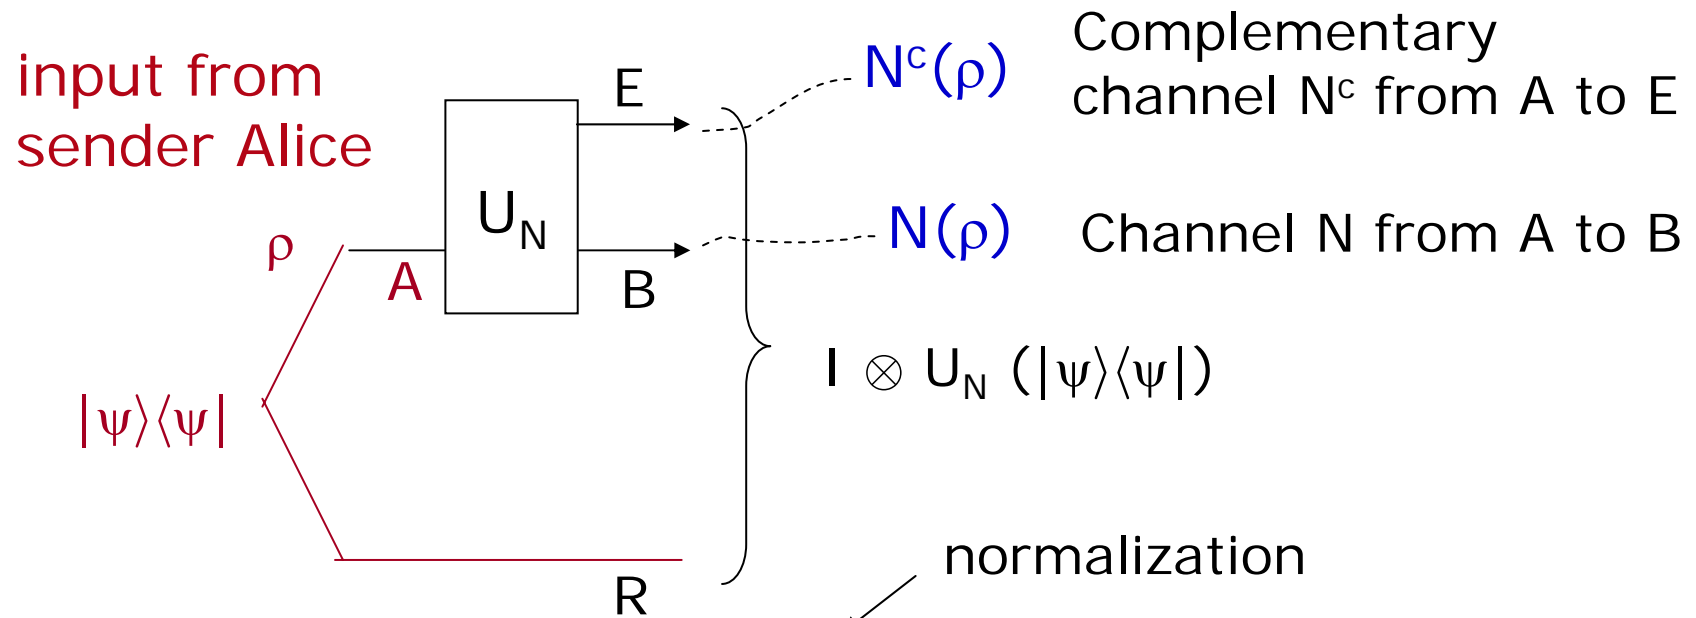 input from
sender Alice
E
Nᶜ(ρ)
Complementary
channel Nᶜ from A to E
U_N
ρ
A
B
N(ρ)
Channel N from A to B
I ⊗ U_N (|ψ⟩⟨ψ|)
|ψ⟩⟨ψ|
normalization
R